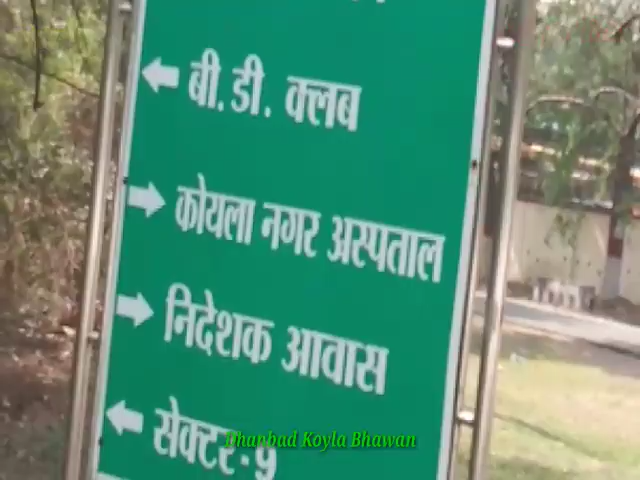 बी.डी. क्लब
कोयला नगर अस्पताल
निदेशक आवास
सेक्टर-9
Dhanbad Koyla Bhawan